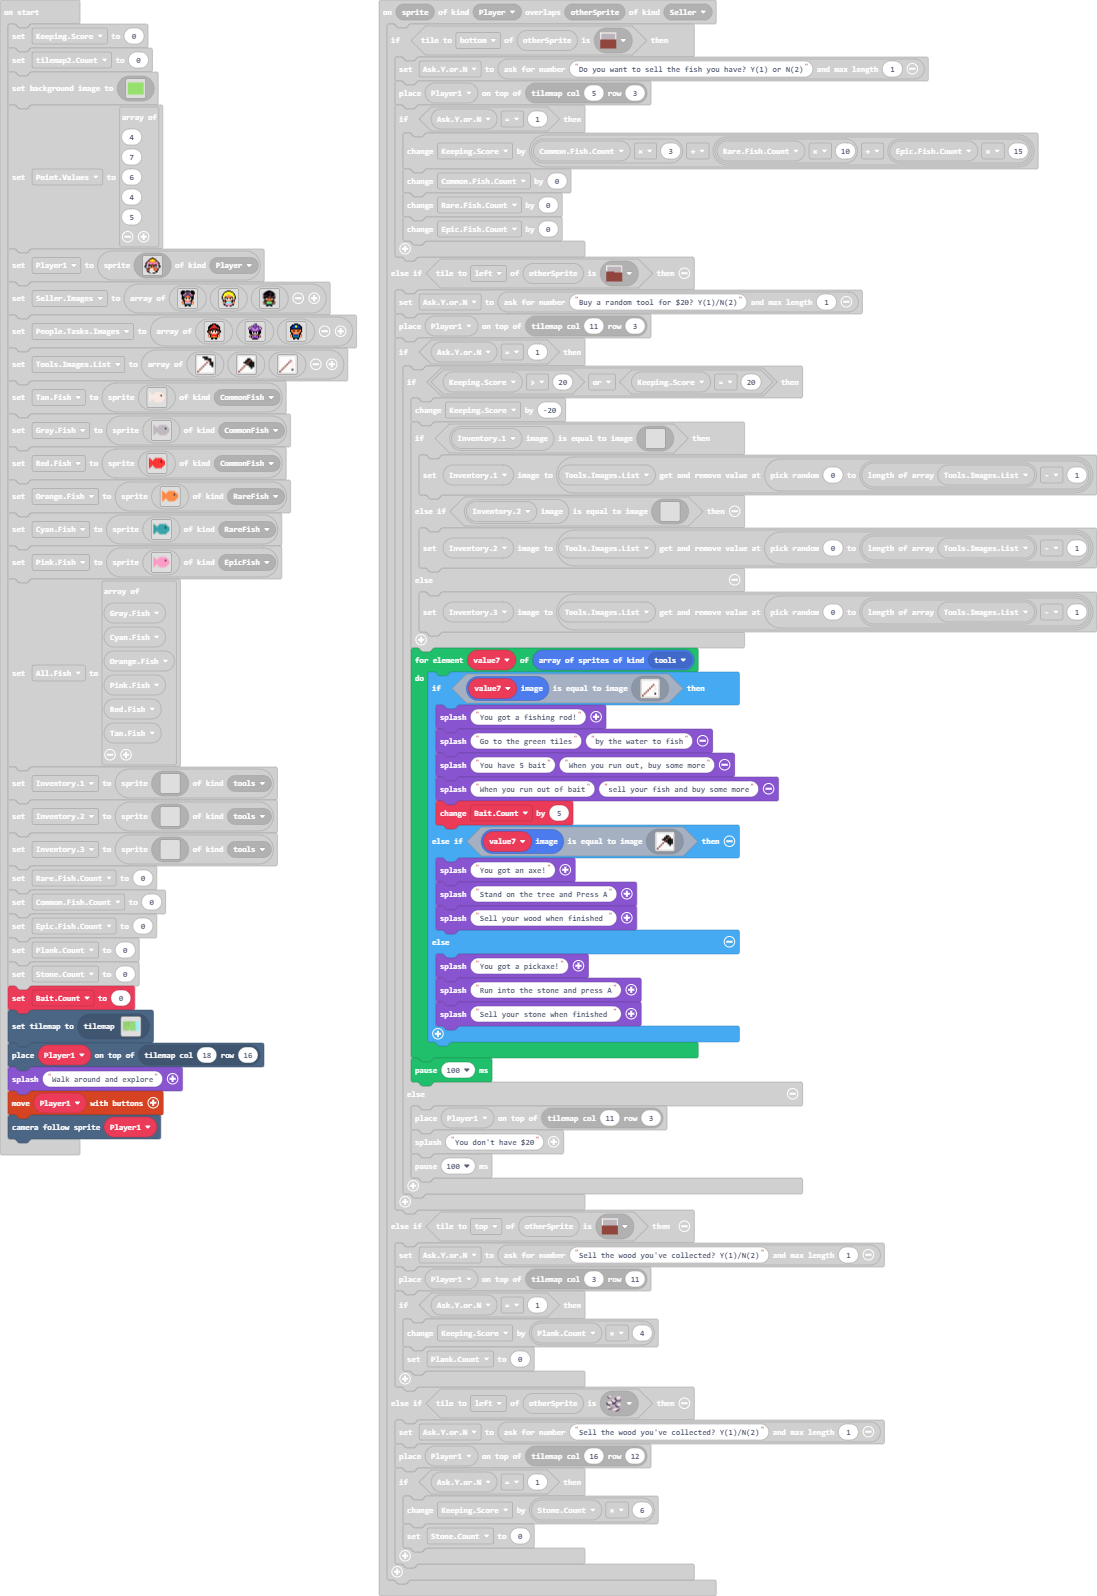 on start
set Keeping.Score to 0
set tilemap2.Count to 0
set background image to
set Point.Values to array of
4
7
6
4
5
set Player1 to sprite of kind Player
set Seller.Images to array of
set People.Tasks.Images to array of
set Tools.Images.List to array of
set Tan.Fish to sprite of kind CommonFish
set Gray.Fish to sprite of kind CommonFish
set Red.Fish to sprite of kind CommonFish
set Orange.Fish to sprite of kind RareFish
set Cyan.Fish to sprite of kind RareFish
set Pink.Fish to sprite of kind EpicFish
set All.Fish to array of
Gray.Fish
Cyan.Fish
Orange.Fish
Pink.Fish
Red.Fish
Tan.Fish
set Inventory.1 to sprite of kind tools
set Inventory.2 to sprite of kind tools
set Inventory.3 to sprite of kind tools
set Rare.Fish.Count to 0
set Common.Fish.Count to 0
set Epic.Fish.Count to 0
set Plank.Count to 0
set Stone.Count to 0
set Bait.Count to 0
set tilemap to tilemap
place Player1 on top of tilemap col 18 row 16
splash "Walk around and explore"
move Player1 with buttons
camera follow sprite Player1
on sprite of kind Player overlaps otherSprite of kind Seller
if tile to bottom of otherSprite is then
set Ask.Y.or.N to ask for number "Do you want to sell the fish you have? Y(1) or N(2)" and max length 1
place Player1 on top of tilemap col 5 row 3
if Ask.Y.or.N = 1 then
change Keeping.Score by Common.Fish.Count × 3 + Rare.Fish.Count × 10 + Epic.Fish.Count × 15
change Common.Fish.Count by 0
change Rare.Fish.Count by 0
change Epic.Fish.Count by 0
else if tile to left of otherSprite is then
set Ask.Y.or.N to ask for number "Buy a random tool for $20? Y(1)/N(2)" and max length 1
place Player1 on top of tilemap col 11 row 3
if Ask.Y.or.N = 1 then
if Keeping.Score > 20 or Keeping.Score = 20 then
change Keeping.Score by -20
if Inventory.1 image is equal to image then
set Inventory.1 image to Tools.Images.List get and remove value at pick random 0 to length of array Tools.Images.List - 1
else if Inventory.2 image is equal to image then
set Inventory.2 image to Tools.Images.List get and remove value at pick random 0 to length of array Tools.Images.List - 1
else
set Inventory.3 image to Tools.Images.List get and remove value at pick random 0 to length of array Tools.Images.List - 1
for element value7 of array of sprites of kind tools
do
if value7 image is equal to image then
splash "You got a fishing rod!"
splash "Go to the green tiles" "by the water to fish"
splash "You have 5 bait" "When you run out, buy some more"
splash "When you run out of bait" "sell your fish and buy some more"
change Bait.Count by 5
else if value7 image is equal to image then
splash "You got an axe!"
splash "Stand on the tree and Press A"
splash "Sell your wood when finished"
else
splash "You got a pickaxe!"
splash "Run into the stone and press A"
splash "Sell your stone when finished"
pause 100 ms
else
place Player1 on top of tilemap col 11 row 3
splash "You don't have $20"
pause 100 ms
else if tile to top of otherSprite is then
set Ask.Y.or.N to ask for number "Sell the wood you've collected? Y(1)/N(2)" and max length 1
place Player1 on top of tilemap col 3 row 11
if Ask.Y.or.N = 1 then
change Keeping.Score by Plank.Count × 4
set Plank.Count to 0
else if tile to left of otherSprite is then
set Ask.Y.or.N to ask for number "Sell the wood you've collected? Y(1)/N(2)" and max length 1
place Player1 on top of tilemap col 16 row 12
if Ask.Y.or.N = 1 then
change Keeping.Score by Stone.Count × 6
set Stone.Count to 0